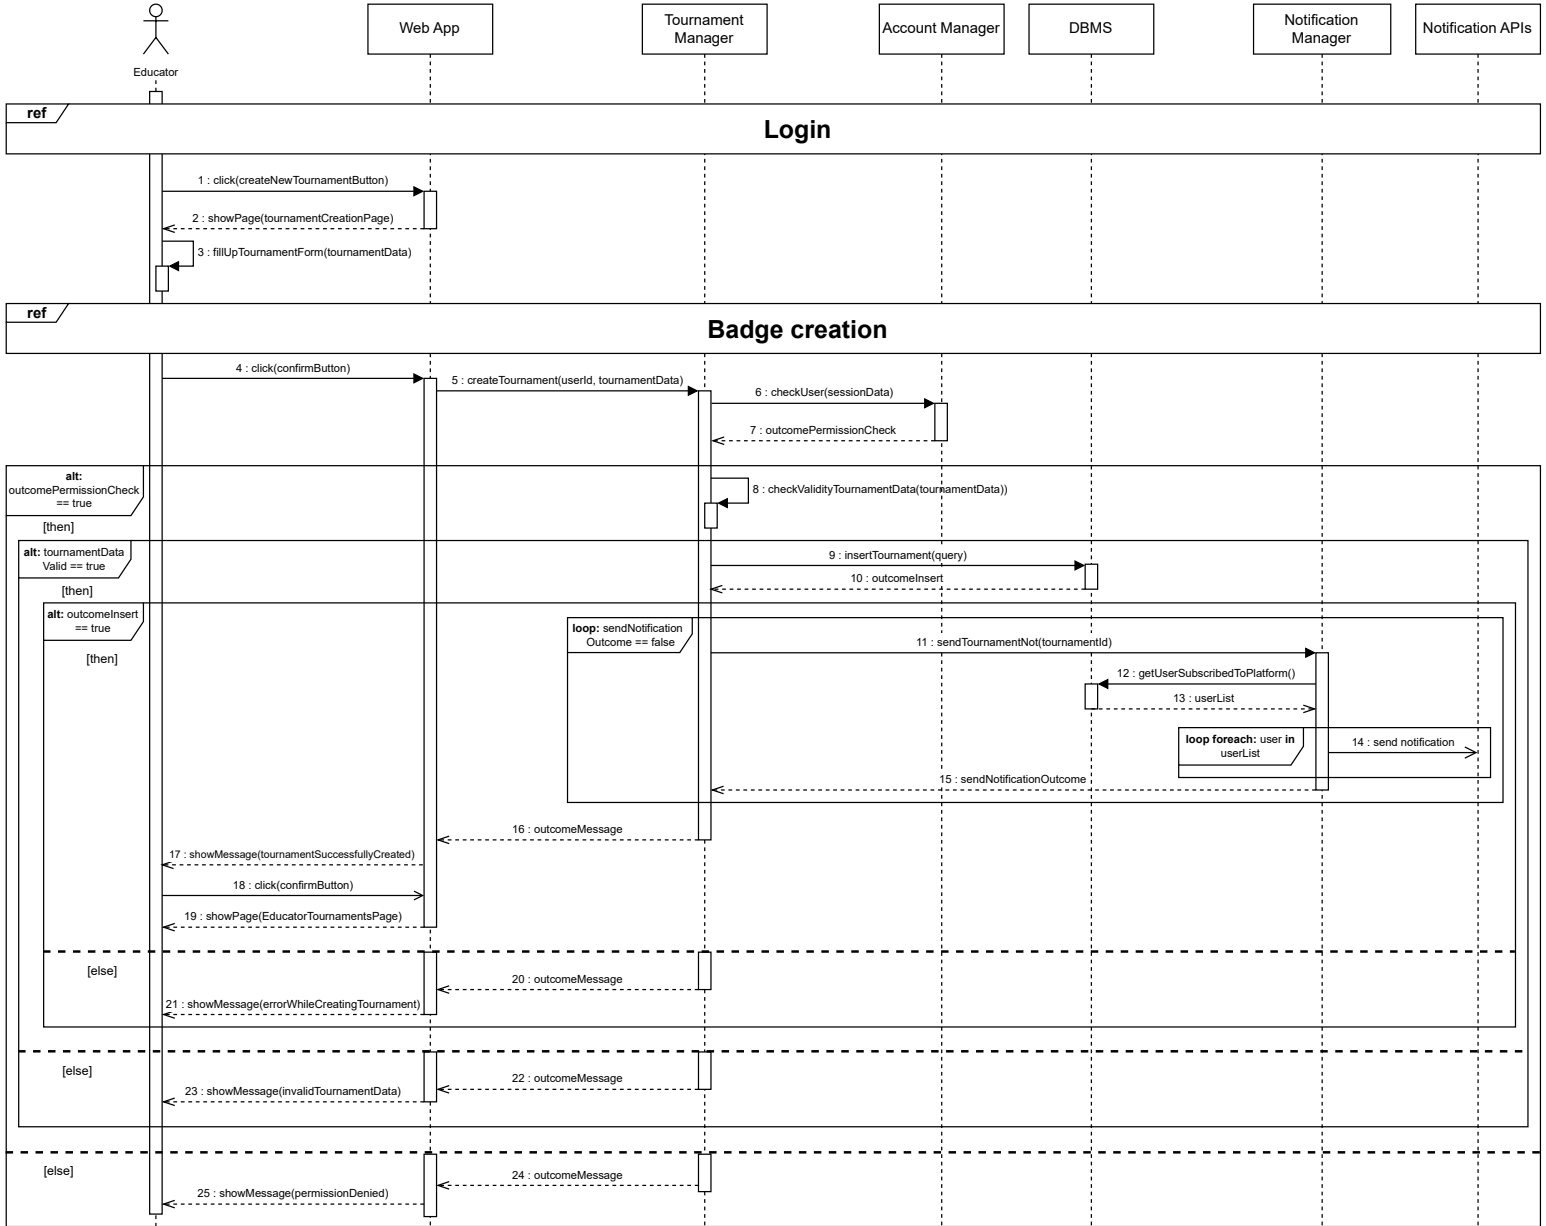 Educator
Web App
Tournament
Manager
Account Manager
DBMS
Notification
Manager
Notification APIs
ref
Login
1 : click(createNewTournamentButton)
2 : showPage(tournamentCreationPage)
3 : fillUpTournamentForm(tournamentData)
ref
Badge creation
4 : click(confirmButton)
5 : createTournament(userId, tournamentData)
6 : checkUser(sessionData)
7 : outcomePermissionCheck
alt:
outcomePermissionCheck
== true
[then]
8 : checkValidityTournamentData(tournamentData))
alt: tournamentData
Valid == true
[then]
9 : insertTournament(query)
10 : outcomeInsert
alt: outcomeInsert
== true
[then]
loop: sendNotification
Outcome == false
11 : sendTournamentNot(tournamentId)
12 : getUserSubscribedToPlatform()
13 : userList
loop foreach: user in
userList
14 : send notification
15 : sendNotificationOutcome
16 : outcomeMessage
17 : showMessage(tournamentSuccessfullyCreated)
18 : click(confirmButton)
19 : showPage(EducatorTournamentsPage)
[else]
20 : outcomeMessage
21 : showMessage(errorWhileCreatingTournament)
[else]
22 : outcomeMessage
23 : showMessage(invalidTournamentData)
[else]
24 : outcomeMessage
25 : showMessage(permissionDenied)